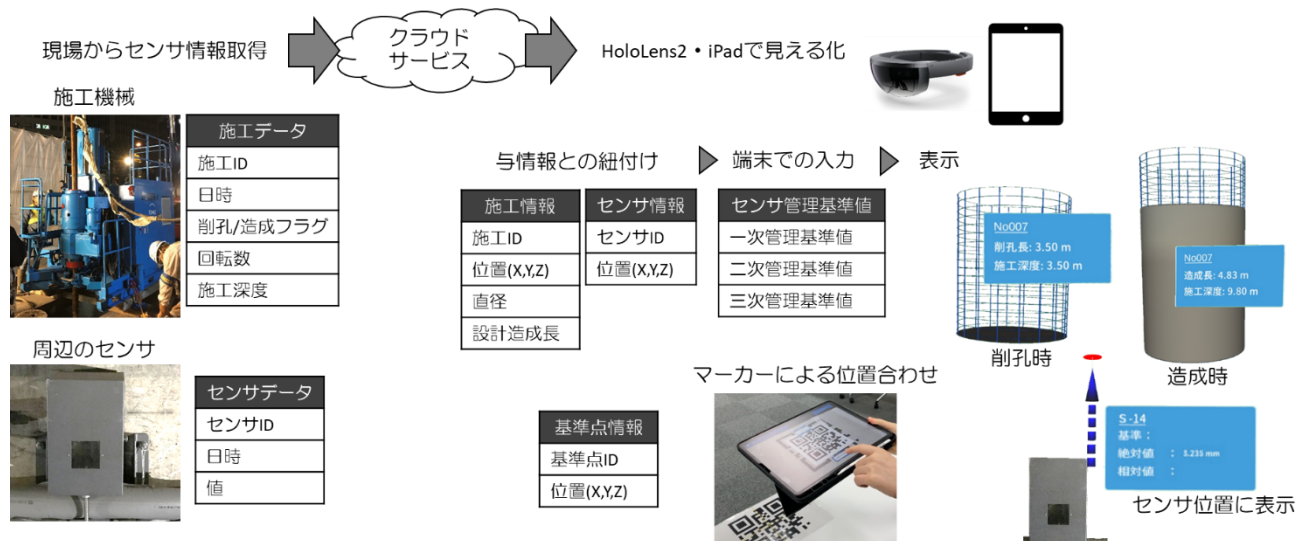 現場からセンサ情報取得
クラウド
サービス
HoloLens2・iPadで見える化
施工機械
施工データ
施工ID
日時
削孔/造成フラグ
回転数
施工深度
与情報との紐付け
端末での入力
表示
施工情報
施工ID
位置(X,Y,Z)
直径
設計造成長
センサ情報
センサID
位置(X,Y,Z)
センサ管理基準値
一次管理基準値
二次管理基準値
三次管理基準値
No007
削孔長: 3.50 m
施工深度: 3.50 m
削孔時
No007
造成長: 4.83 m
施工深度: 9.80 m
造成時
周辺のセンサ
センサデータ
センサID
日時
値
基準点情報
基準点ID
位置(X,Y,Z)
マーカーによる位置合わせ
S-14
基準：
絶対値 ： 5.235 mm
相対値 ：
センサ位置に表示